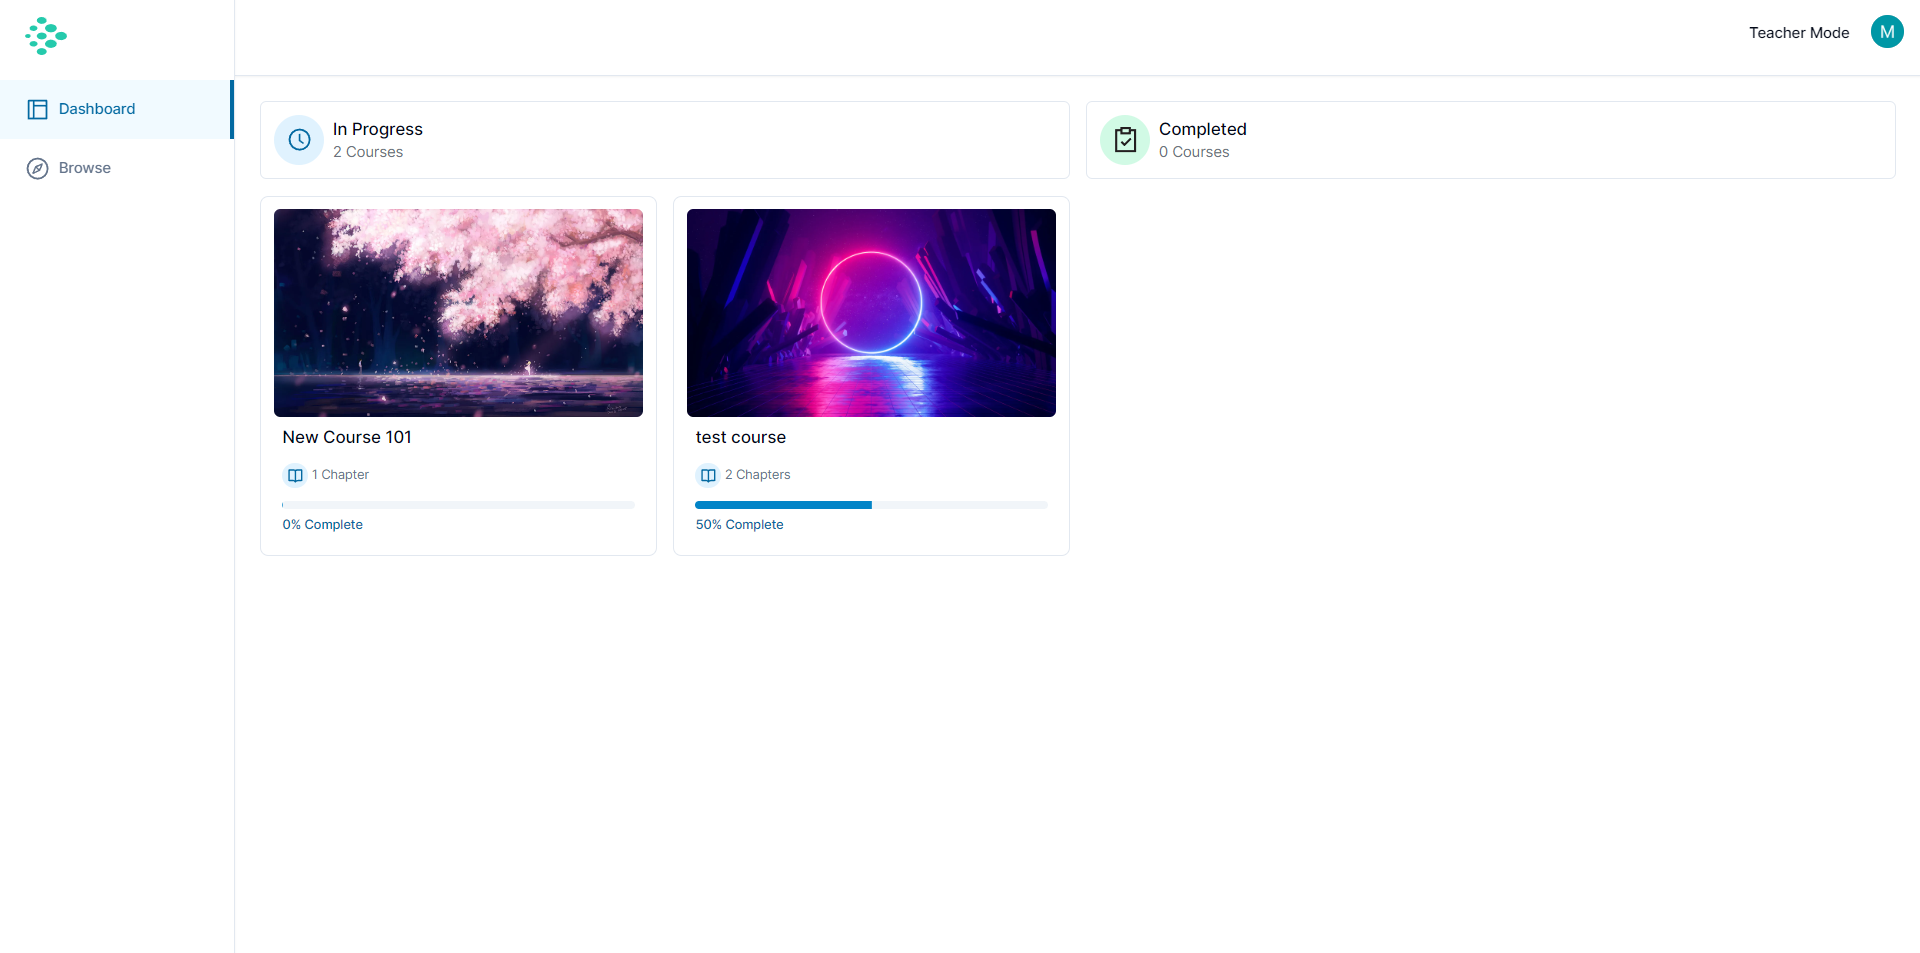 Teacher Mode
M
Dashboard
Browse
In Progress
2 Courses
Completed
0 Courses
New Course 101
1 Chapter
0% Complete
test course
2 Chapters
50% Complete